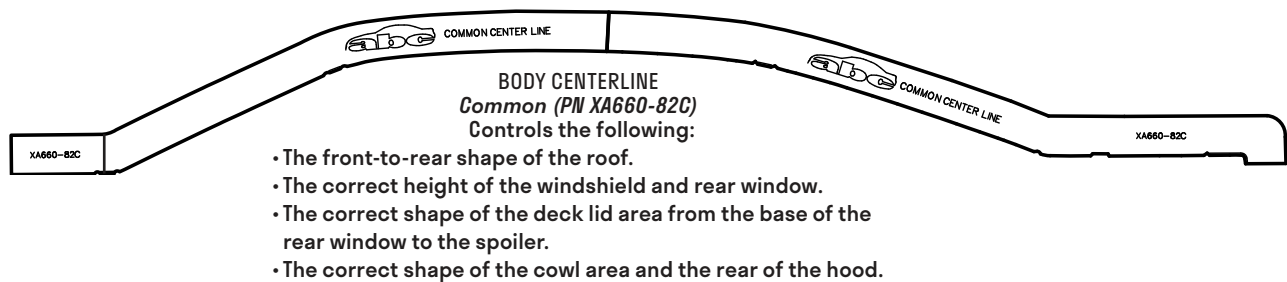 COMMON CENTER LINE
COMMON CENTER LINE
XA660-82C
XA660-82C
BODY CENTERLINE
Common (PN XA660-82C)
Controls the following:
• The front-to-rear shape of the roof.
• The correct height of the windshield and rear window.
• The correct shape of the deck lid area from the base of the
rear window to the spoiler.
• The correct shape of the cowl area and the rear of the hood.